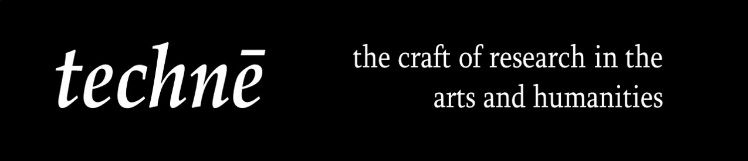 technē
the craft of research in the
arts and humanities